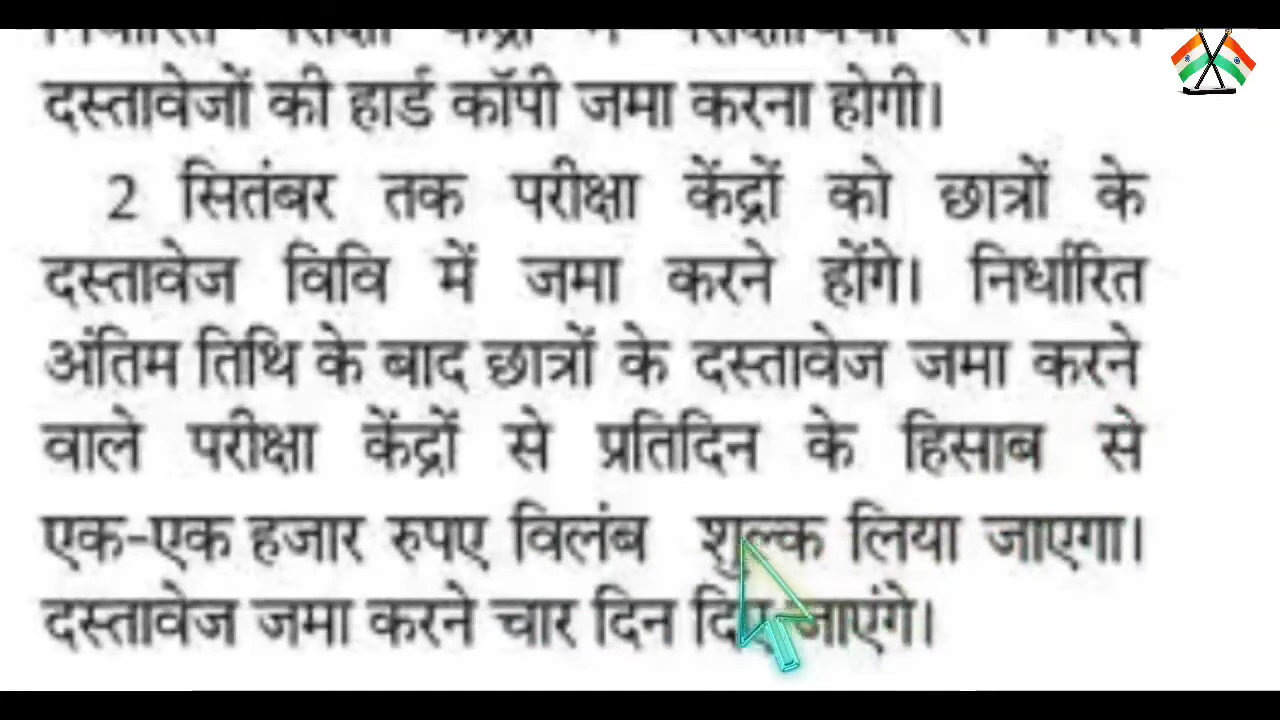 दस्तावेजों की हार्ड कॉपी जमा करना होगी।
2 सितंबर तक परीक्षा केंद्रों को छात्रों के
दस्तावेज विवि में जमा करने होंगे। निर्धारित
अंतिम तिथि के बाद छात्रों के दस्तावेज जमा करने
वाले परीक्षा केंद्रों से प्रतिदिन के हिसाब से
एक-एक हजार रुपए विलंब शुल्क लिया जाएगा।
दस्तावेज जमा करने चार दिन दिए जाएंगे।